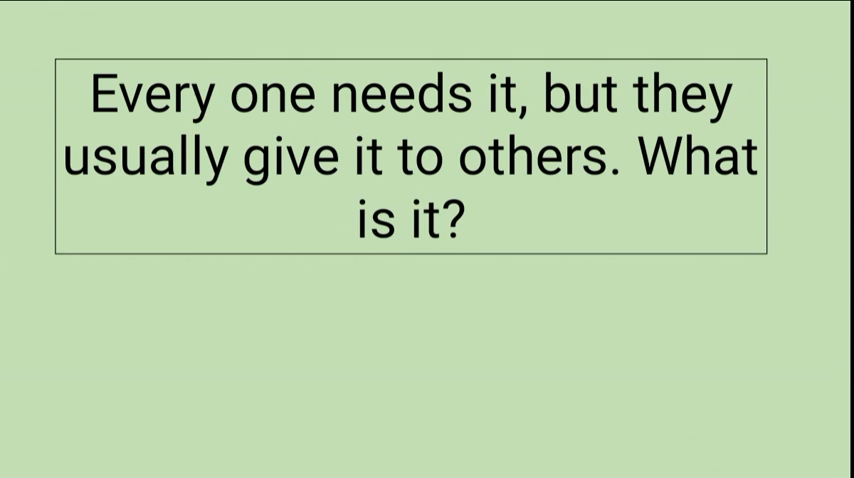 Every one needs it, but they
usually give it to others. What
is it?